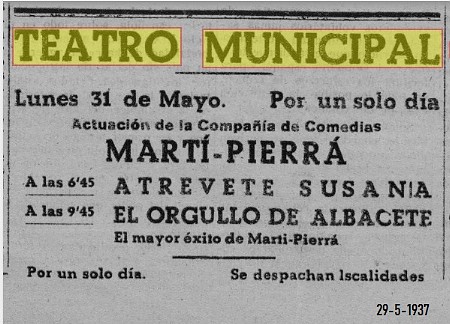 TEATRO MUNICIPAL
Lunes 31 de Mayo. Por un solo día
Actuación de la Compañía de Comedias
MARTÍ-PIERRÁ
A las 6'45 ATREVETE SUSANA
A las 9'45 EL ORGULLO DE ALBACETE
El mayor éxito de Marti-Pierrá
Por un solo día. Se despachan lscalidades
29-5-1937